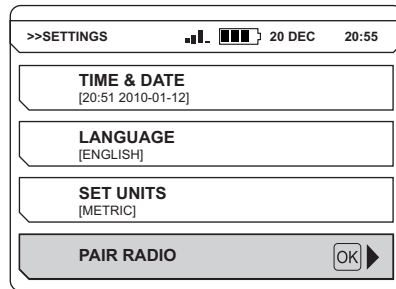 >>SETTINGS 20 DEC 20:55
TIME & DATE
[20:51 2010-01-12]
LANGUAGE
[ENGLISH]
SET UNITS
[METRIC]
PAIR RADIO OK